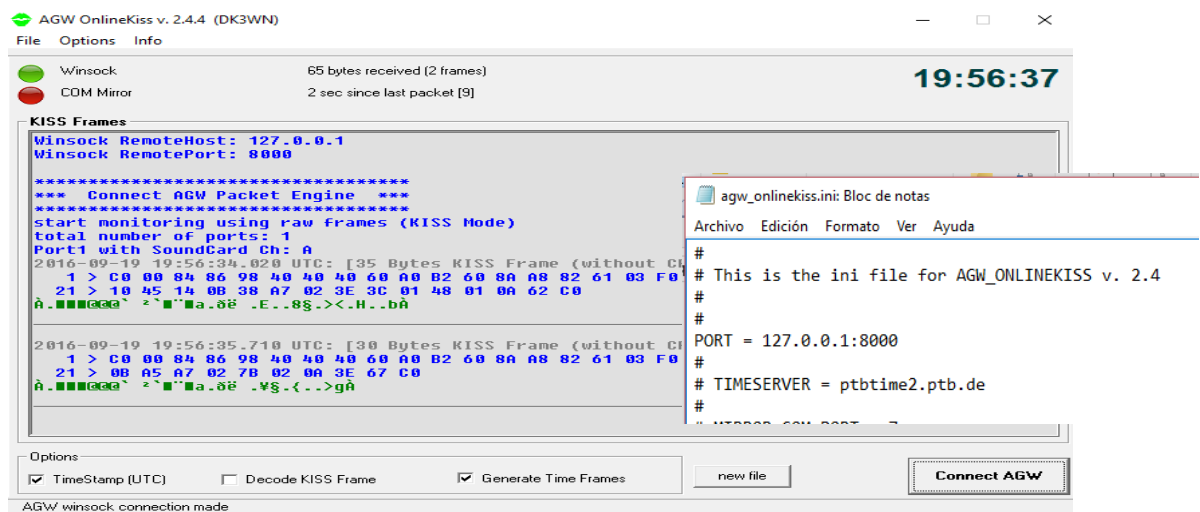 AGW OnlineKiss v. 2.4.4 (DK3WN)
File Options Info
Winsock 65 bytes received (2 frames)
COM Mirror 2 sec since last packet [9]
19:56:37
KISS Frames
Winsock RemoteHost: 127.0.0.1
Winsock RemotePort: 8000
***********************************
*** Connect AGW Packet Engine ***
***********************************
start monitoring using raw frames (KISS Mode)
total number of ports: 1
Port1 with SoundCard Ch: A
2016-09-19 19:56:34.020 UTC: [35 Bytes KISS Frame (without
1 > C0 00 84 86 98 40 40 40 60 A0 B2 60 8A A8 82 61 03 F0
21 > 10 45 14 0B 38 A7 02 3E 3C 01 48 01 0A 62 C0
À.■■■@@@` ²`■¨■a.ðë .E..8§.><.H..bÀ
2016-09-19 19:56:35.710 UTC: [30 Bytes KISS Frame (without
1 > C0 00 84 86 98 40 40 40 60 A0 B2 60 8A A8 82 61 03 F0
21 > 0B A5 A7 02 7B 02 0A 3E 67 C0
À.■■■@@@` ²`■¨■a.ðë .¥§.{..>gÀ
Options
TimeStamp (UTC) Decode KISS Frame Generate Time Frames
new file
Connect AGW
AGW winsock connection made
agw_onlinekiss.ini: Bloc de notas
Archivo Edición Formato Ver Ayuda
#
# This is the ini file for AGW_ONLINEKISS v. 2.4
#
#
PORT = 127.0.0.1:8000
#
# TIMESERVER = ptbtime2.ptb.de
#